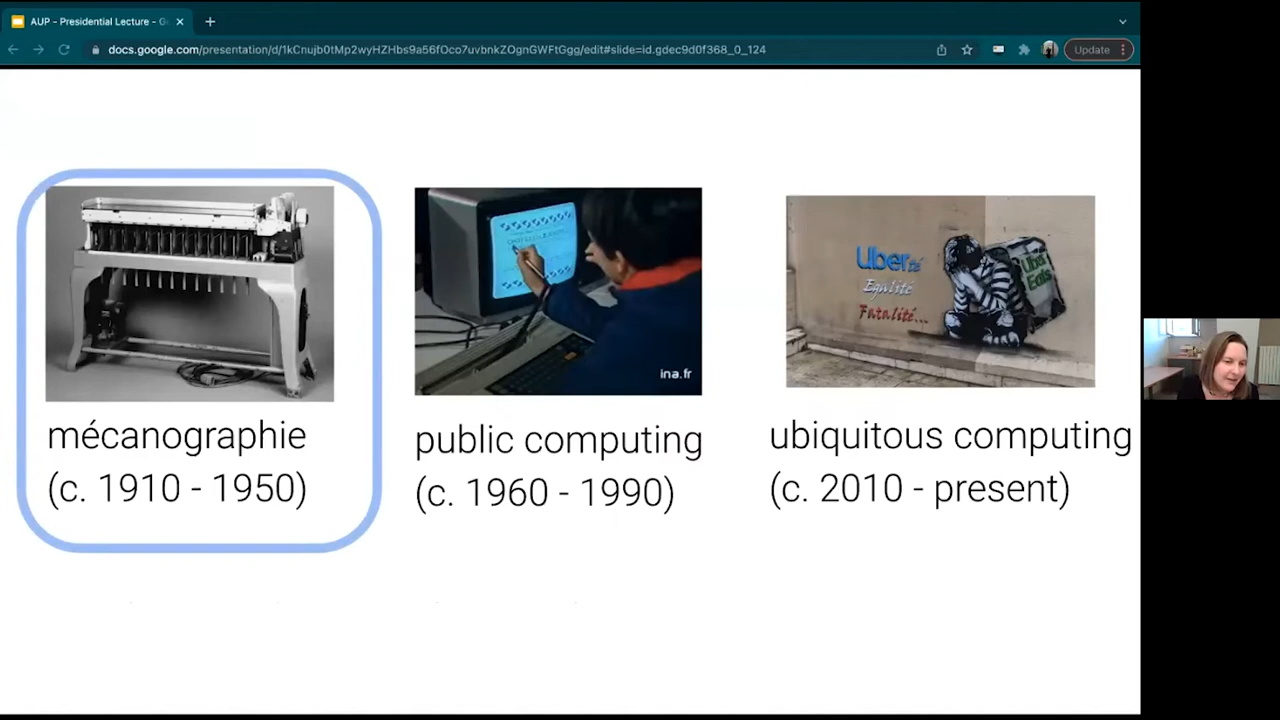 AUP - Presidential Lecture - G
docs.google.com/presentation/d/1kCnujb0tMp2wyHZHbs9a56fOco7uvbnkZOgnGWFtGgg/edit#slide=id.gdec9d0f368_0_124
Update
ina.fr
Uberté
Egalité
Fatalité...
Uber
Eats
mécanographie
(c. 1910 - 1950)
public computing
(c. 1960 - 1990)
ubiquitous computing
(c. 2010 - present)